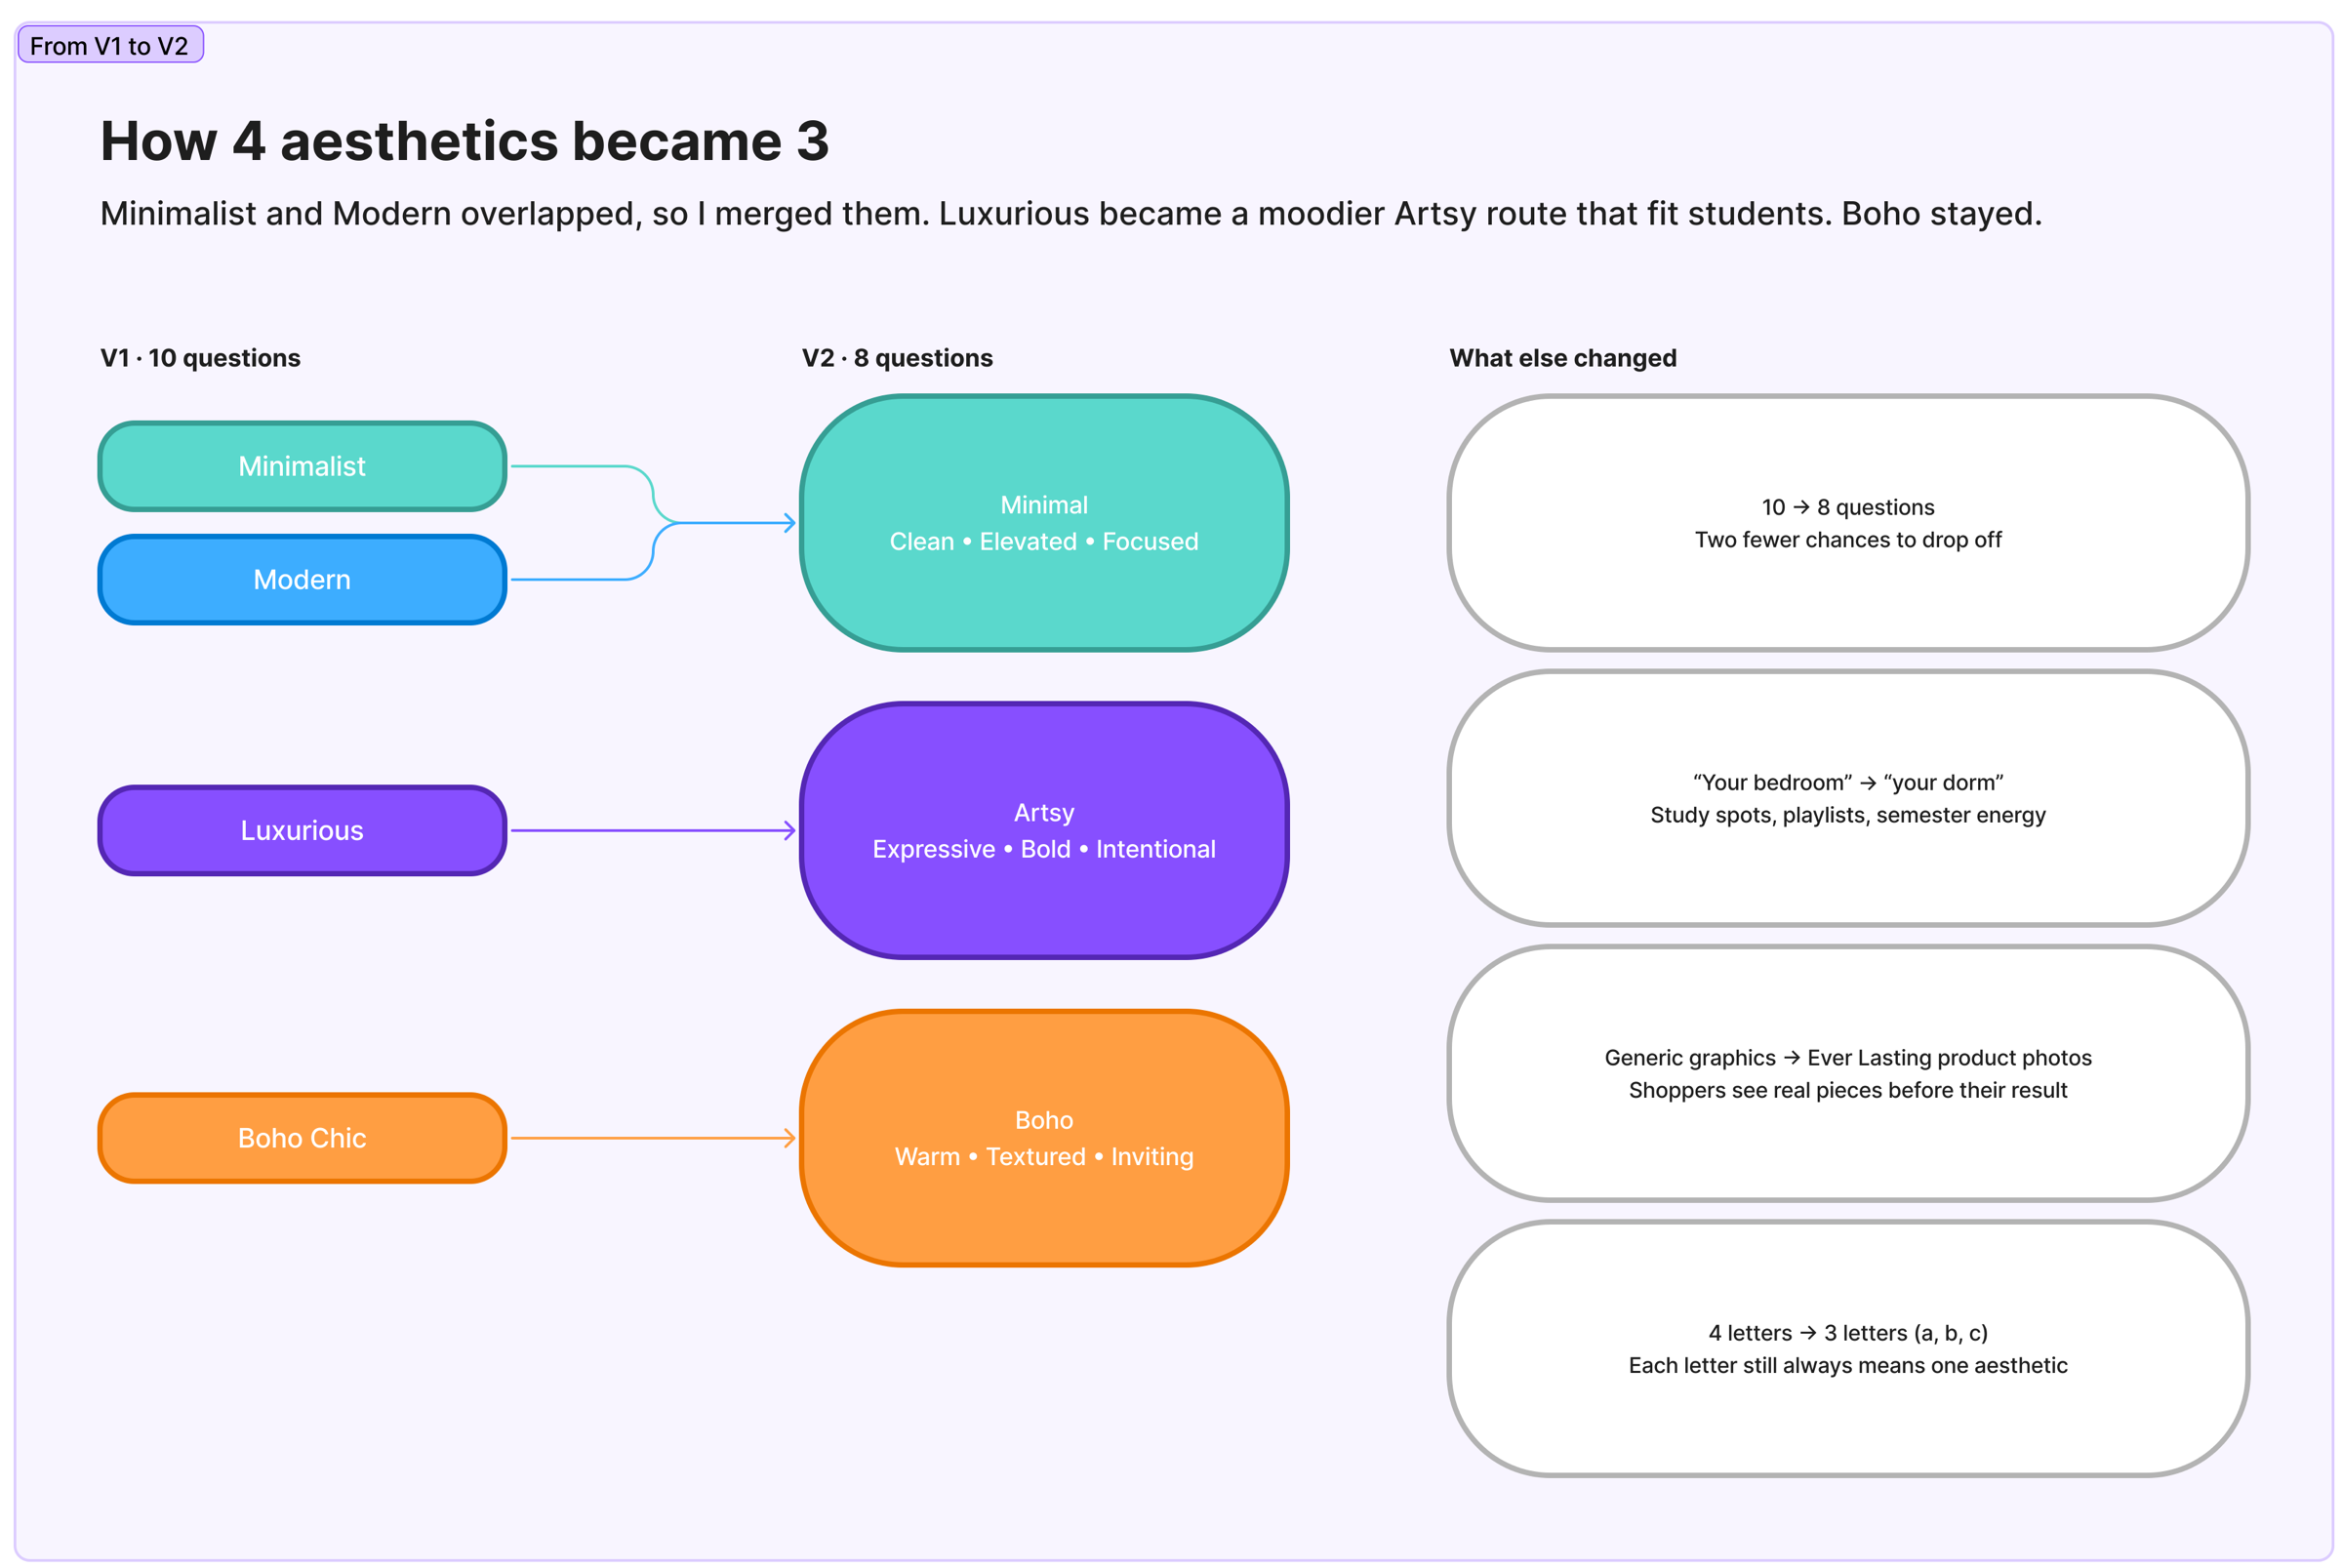 From V1 to V2
How 4 aesthetics became 3
Minimalist and Modern overlapped, so I merged them. Luxurious became a moodier Artsy route that fit students. Boho stayed.
V1 · 10 questions
Minimalist
Modern
Luxurious
Boho Chic
V2 · 8 questions
Minimal
Clean • Elevated • Focused
Artsy
Expressive • Bold • Intentional
Boho
Warm • Textured • Inviting
What else changed
10 → 8 questions
Two fewer chances to drop off
“Your bedroom” → “your dorm”
Study spots, playlists, semester energy
Generic graphics → Ever Lasting product photos
Shoppers see real pieces before their result
4 letters → 3 letters (a, b, c)
Each letter still always means one aesthetic